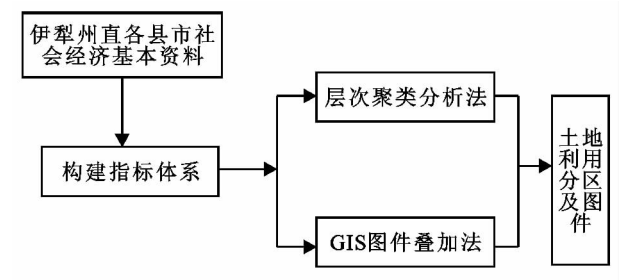 伊犁州直各县市社
会经济基本资料
构建指标体系
层次聚类分析法
GIS图件叠加法
土地
利用
分区
及图
件